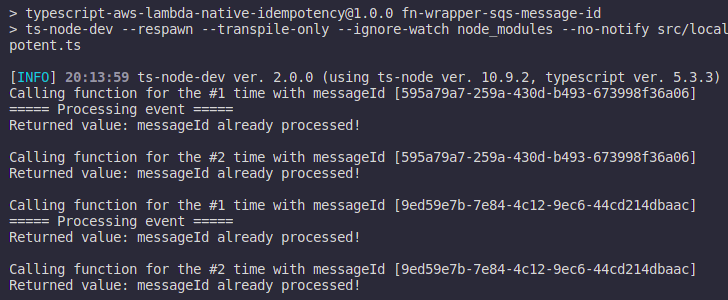 > typescript-aws-lambda-native-idempotency@1.0.0 fn-wrapper-sqs-message-id
> ts-node-dev --respawn --transpile-only --ignore-watch node_modules --no-notify src/local
potent.ts
[INFO] 20:13:59 ts-node-dev ver. 2.0.0 (using ts-node ver. 10.9.2, typescript ver. 5.3.3)
Calling function for the #1 time with messageId [595a79a7-259a-430d-b493-673998f36a06]
===== Processing event =====
Returned value: messageId already processed!
Calling function for the #2 time with messageId [595a79a7-259a-430d-b493-673998f36a06]
Returned value: messageId already processed!
Calling function for the #1 time with messageId [9ed59e7b-7e84-4c12-9ec6-44cd214dbaac]
===== Processing event =====
Returned value: messageId already processed!
Calling function for the #2 time with messageId [9ed59e7b-7e84-4c12-9ec6-44cd214dbaac]
Returned value: messageId already processed!